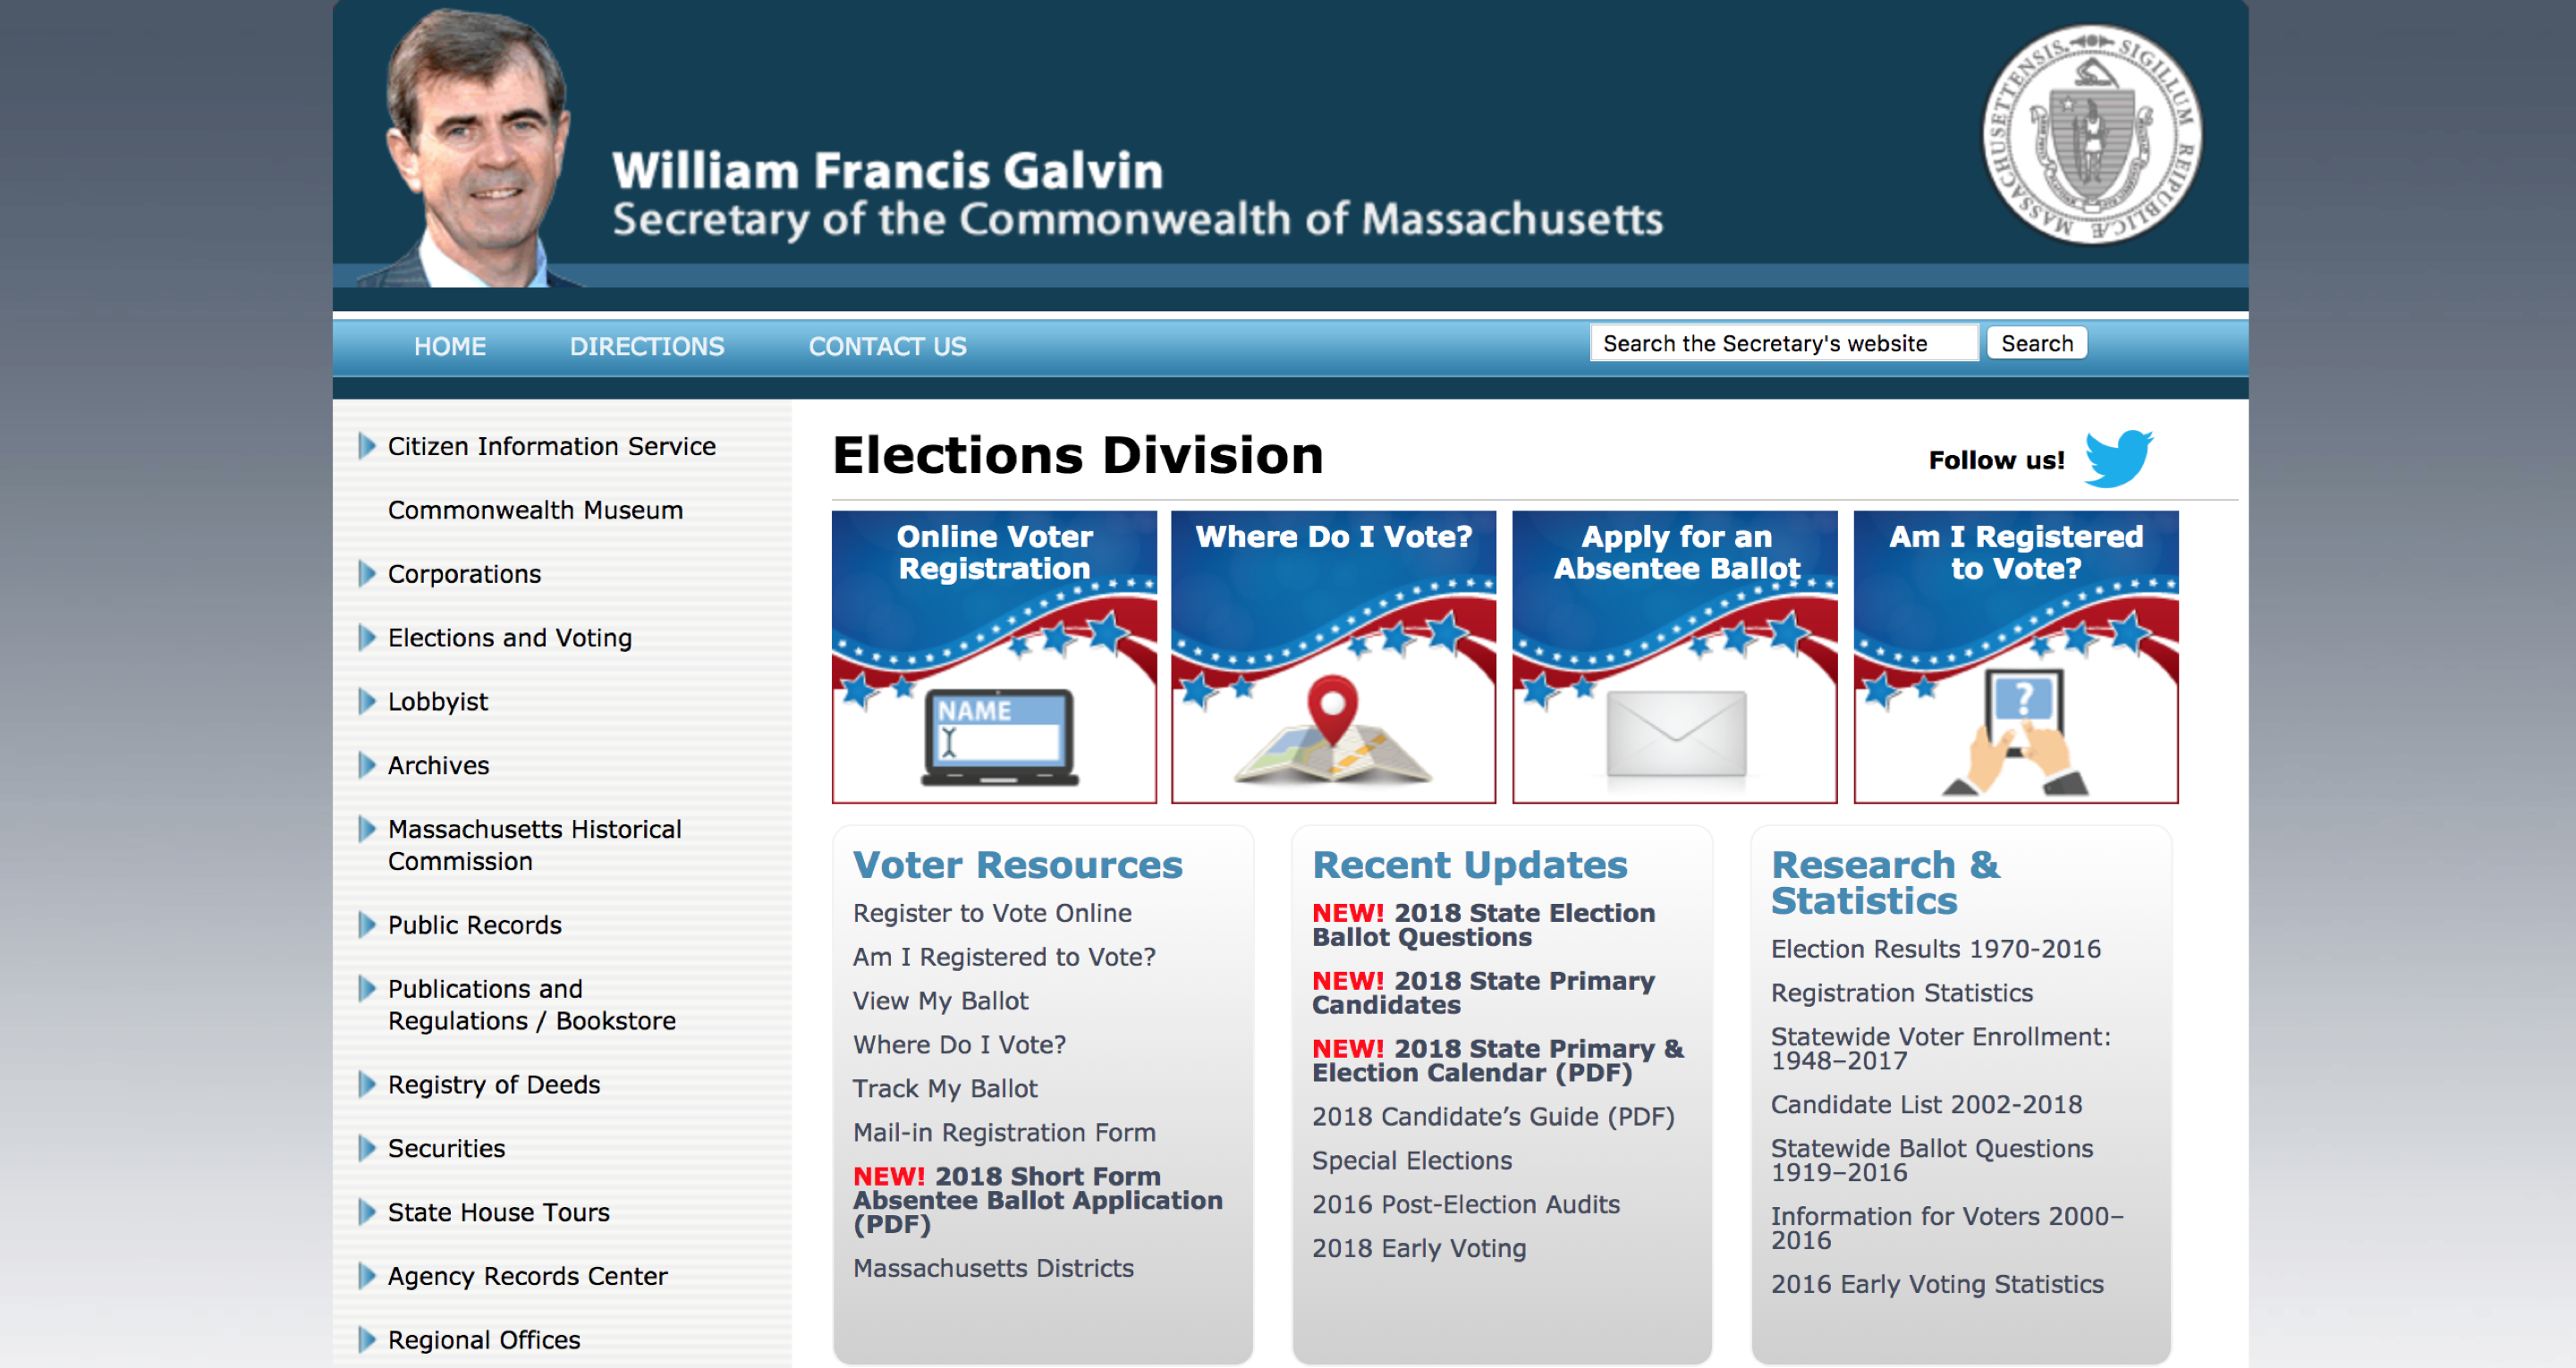 William Francis Galvin
Secretary of the Commonwealth of Massachusetts
MASSACHUSETTENSIS. SIGILLUM REIPUBLICÆ
HOME
DIRECTIONS
CONTACT US
Search the Secretary's website
Search
Citizen Information Service
Commonwealth Museum
Corporations
Elections and Voting
Lobbyist
Archives
Massachusetts Historical
Commission
Public Records
Publications and
Regulations / Bookstore
Registry of Deeds
Securities
State House Tours
Agency Records Center
Regional Offices
Elections Division
Follow us!
Online Voter
Registration
NAME
Where Do I Vote?
Apply for an
Absentee Ballot
Am I Registered
to Vote?
?
Voter Resources
Register to Vote Online
Am I Registered to Vote?
View My Ballot
Where Do I Vote?
Track My Ballot
Mail-in Registration Form
NEW! 2018 Short Form
Absentee Ballot Application
(PDF)
Massachusetts Districts
Recent Updates
NEW! 2018 State Election
Ballot Questions
NEW! 2018 State Primary
Candidates
NEW! 2018 State Primary &
Election Calendar (PDF)
2018 Candidate’s Guide (PDF)
Special Elections
2016 Post-Election Audits
2018 Early Voting
Research &
Statistics
Election Results 1970-2016
Registration Statistics
Statewide Voter Enrollment:
1948–2017
Candidate List 2002-2018
Statewide Ballot Questions
1919–2016
Information for Voters 2000–
2016
2016 Early Voting Statistics